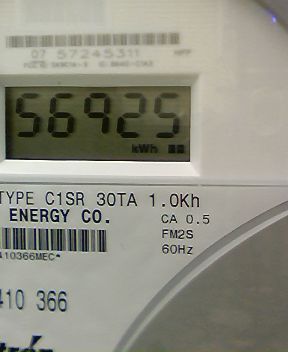 07 57245311
56925
kWh
TYPE C1SR 30TA 1.0Kh
ENERGY CO.
CA 0.5
FM2S
60Hz
410366MEC*
410 366